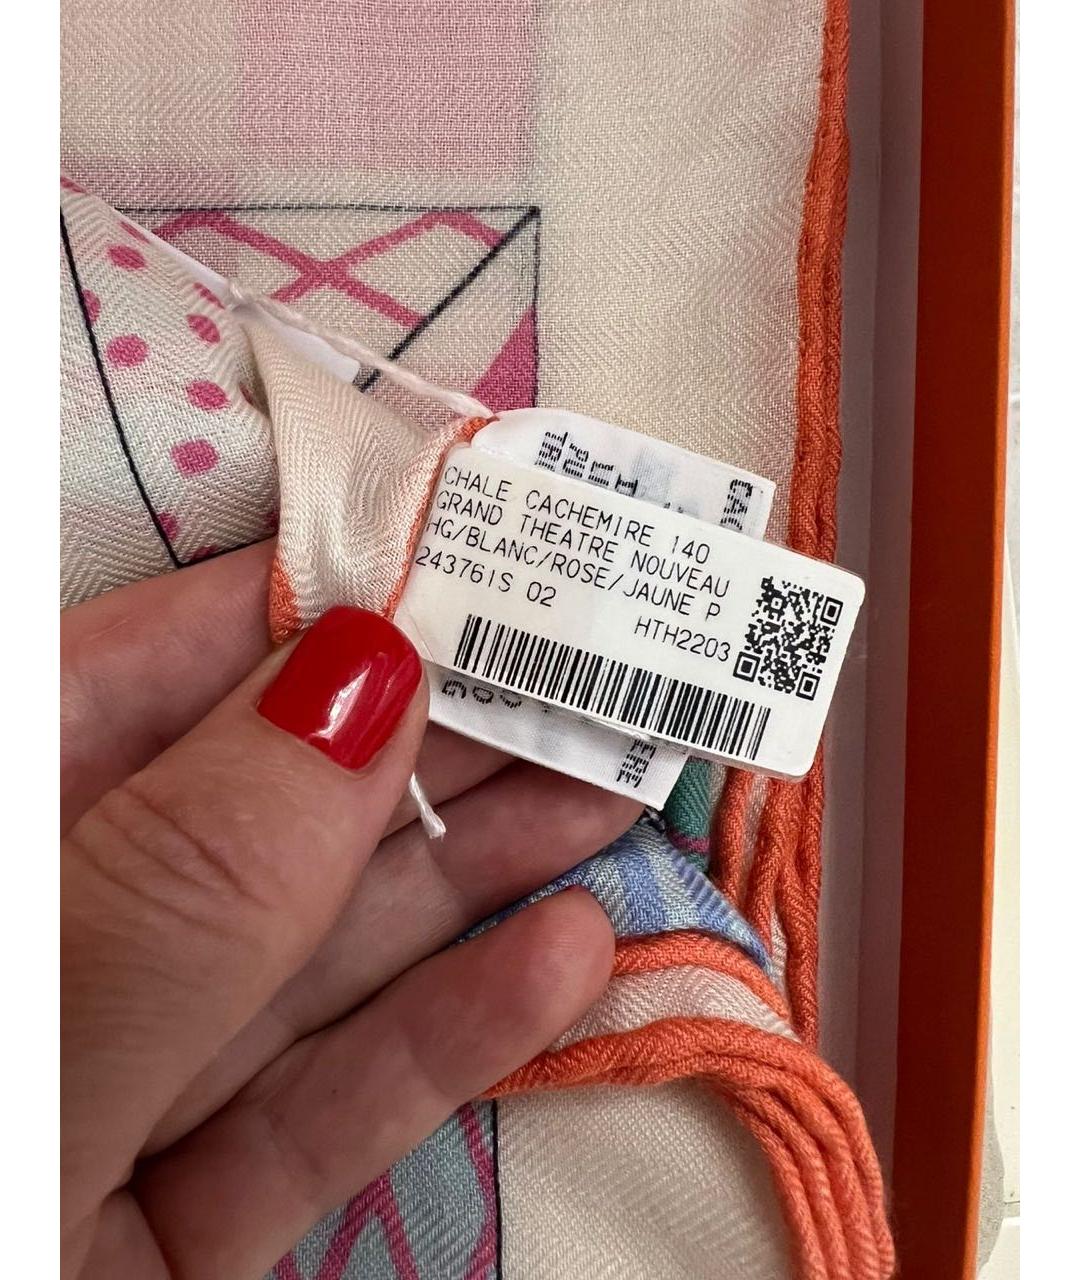 CHALE CACHEMIRE 140
GRAND THEATRE NOUVEAU
HG/BLANC/ROSE/JAUNE P
243761S 02
HTH2203